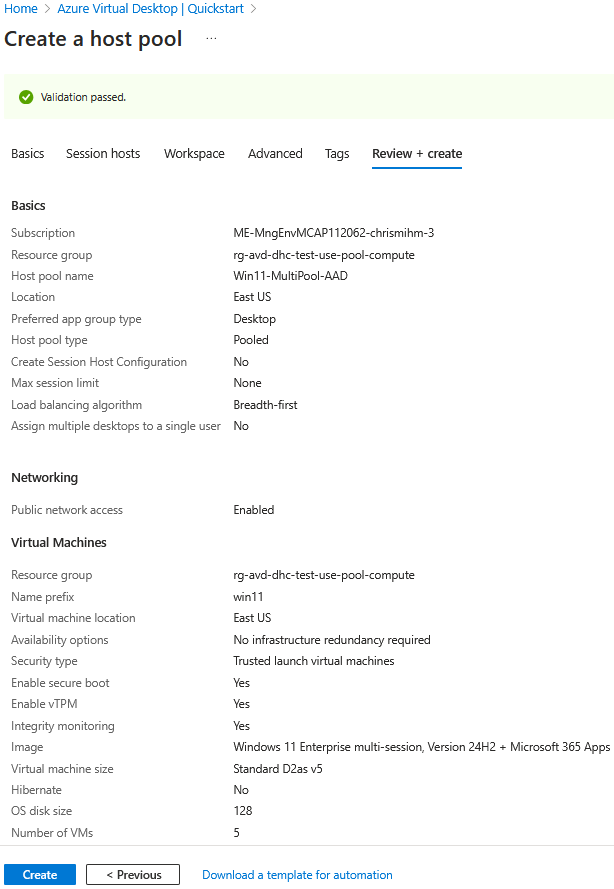 Home > Azure Virtual Desktop | Quickstart >
Create a host pool ...
Validation passed.
Basics Session hosts Workspace Advanced Tags Review + create
Basics
Subscription ME-MngEnvMCAP112062-chrismihm-3
Resource group rg-avd-dhc-test-use-pool-compute
Host pool name Win11-MultiPool-AAD
Location East US
Preferred app group type Desktop
Host pool type Pooled
Create Session Host Configuration No
Max session limit None
Load balancing algorithm Breadth-first
Assign multiple desktops to a single user No
Networking
Public network access Enabled
Virtual Machines
Resource group rg-avd-dhc-test-use-pool-compute
Name prefix win11
Virtual machine location East US
Availability options No infrastructure redundancy required
Security type Trusted launch virtual machines
Enable secure boot Yes
Enable vTPM Yes
Integrity monitoring Yes
Image Windows 11 Enterprise multi-session, Version 24H2 + Microsoft 365 Apps
Virtual machine size Standard D2as v5
Hibernate No
OS disk size 128
Number of VMs 5
Create < Previous Download a template for automation